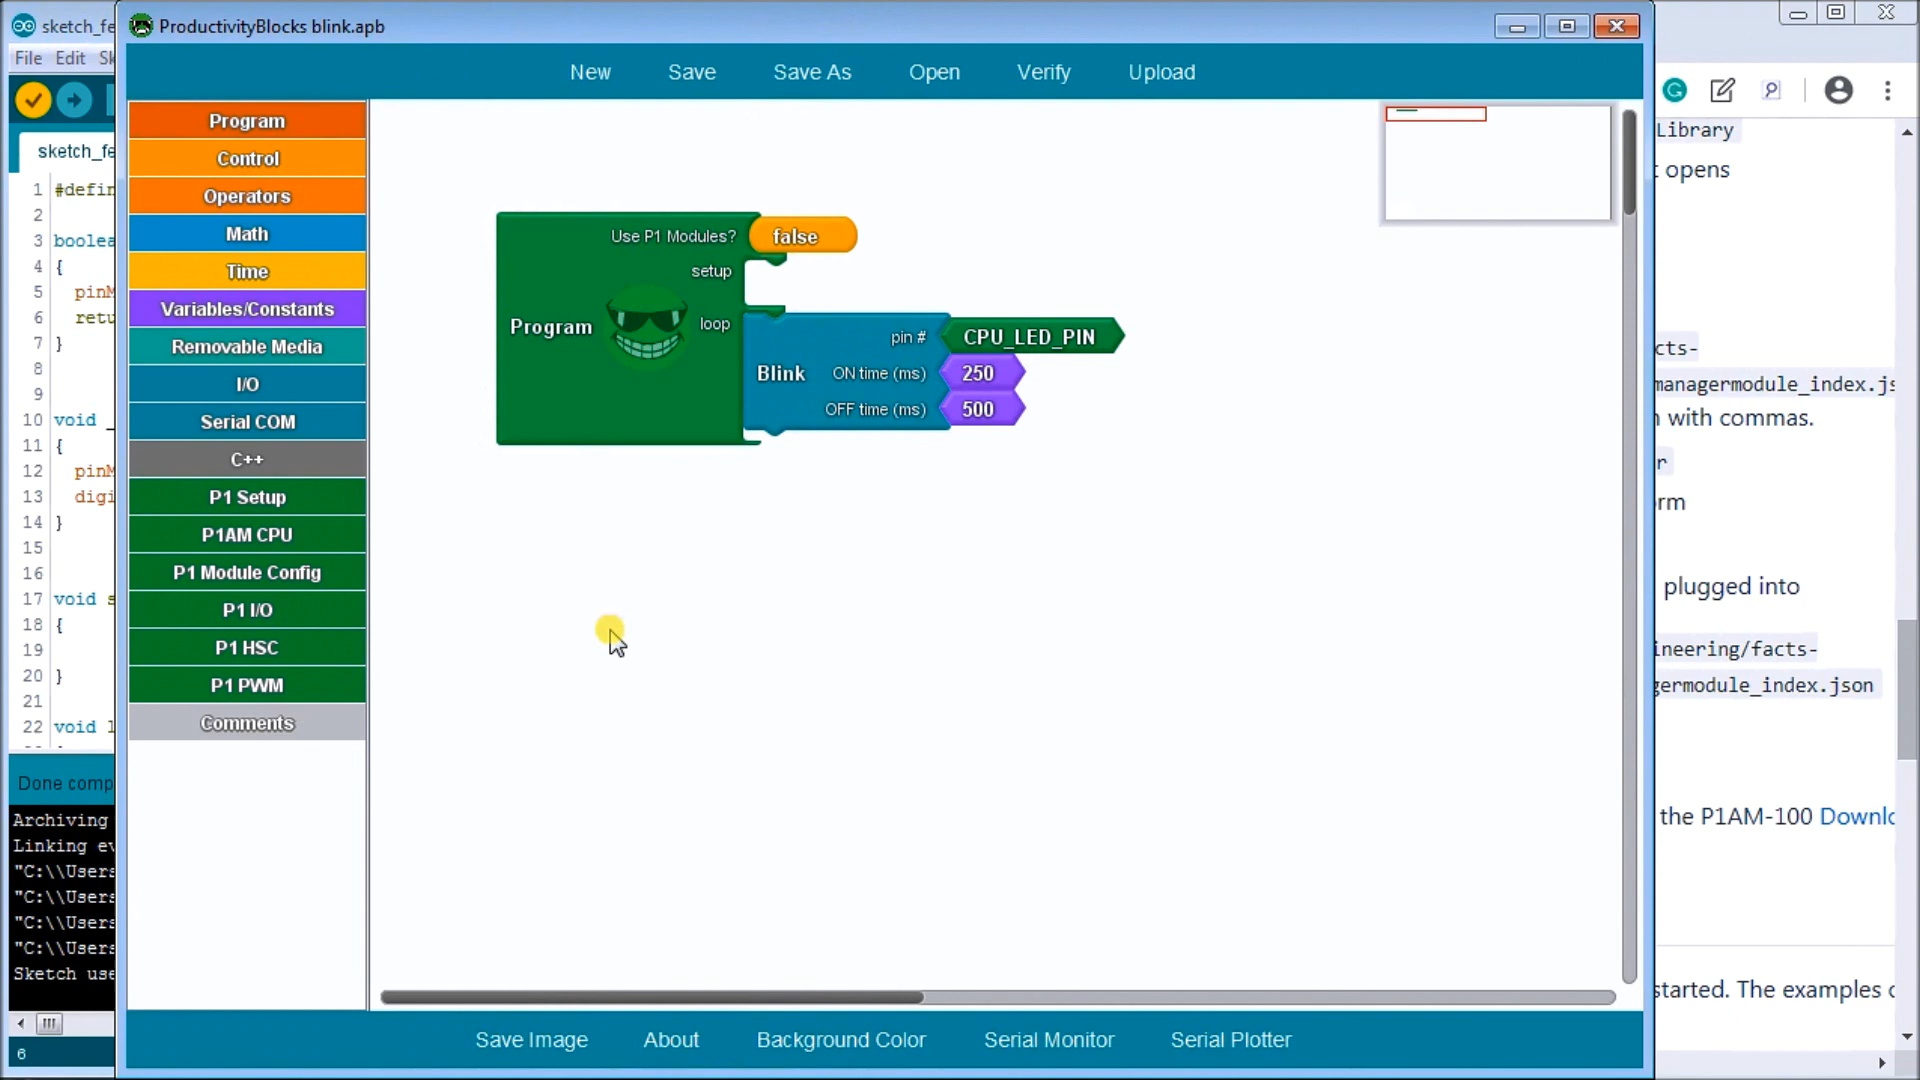 sketch_fe
ProductivityBlocks blink.apb
File Edit Sk
New Save Save As Open Verify Upload
sketch_fe
1 #defin
2
3 boolea
4 {
5 pinM
6 retu
7 }
8
9
10 void _
11 {
12 pinM
13 digi
14 }
15
16
17 void s
18 {
19
20 }
21
22 void l
Done comp
Archiving
Linking ev
"C:\\Users
"C:\\Users
"C:\\Users
"C:\\Users
Sketch use
6
Program
Control
Operators
Math
Time
Variables/Constants
Removable Media
I/O
Serial COM
C++
P1 Setup
P1AM CPU
P1 Module Config
P1 I/O
P1 HSC
P1 PWM
Comments
Use P1 Modules? false
setup
Program loop
pin # CPU_LED_PIN
Blink ON time (ms) 250
OFF time (ms) 500
Save Image About Background Color Serial Monitor Serial Plotter
Library
t opens
cts-
managermodule_index.js
n with commas.
r
rm
plugged into
ineering/facts-
germodule_index.json
the P1AM-100 Downlo
started. The examples